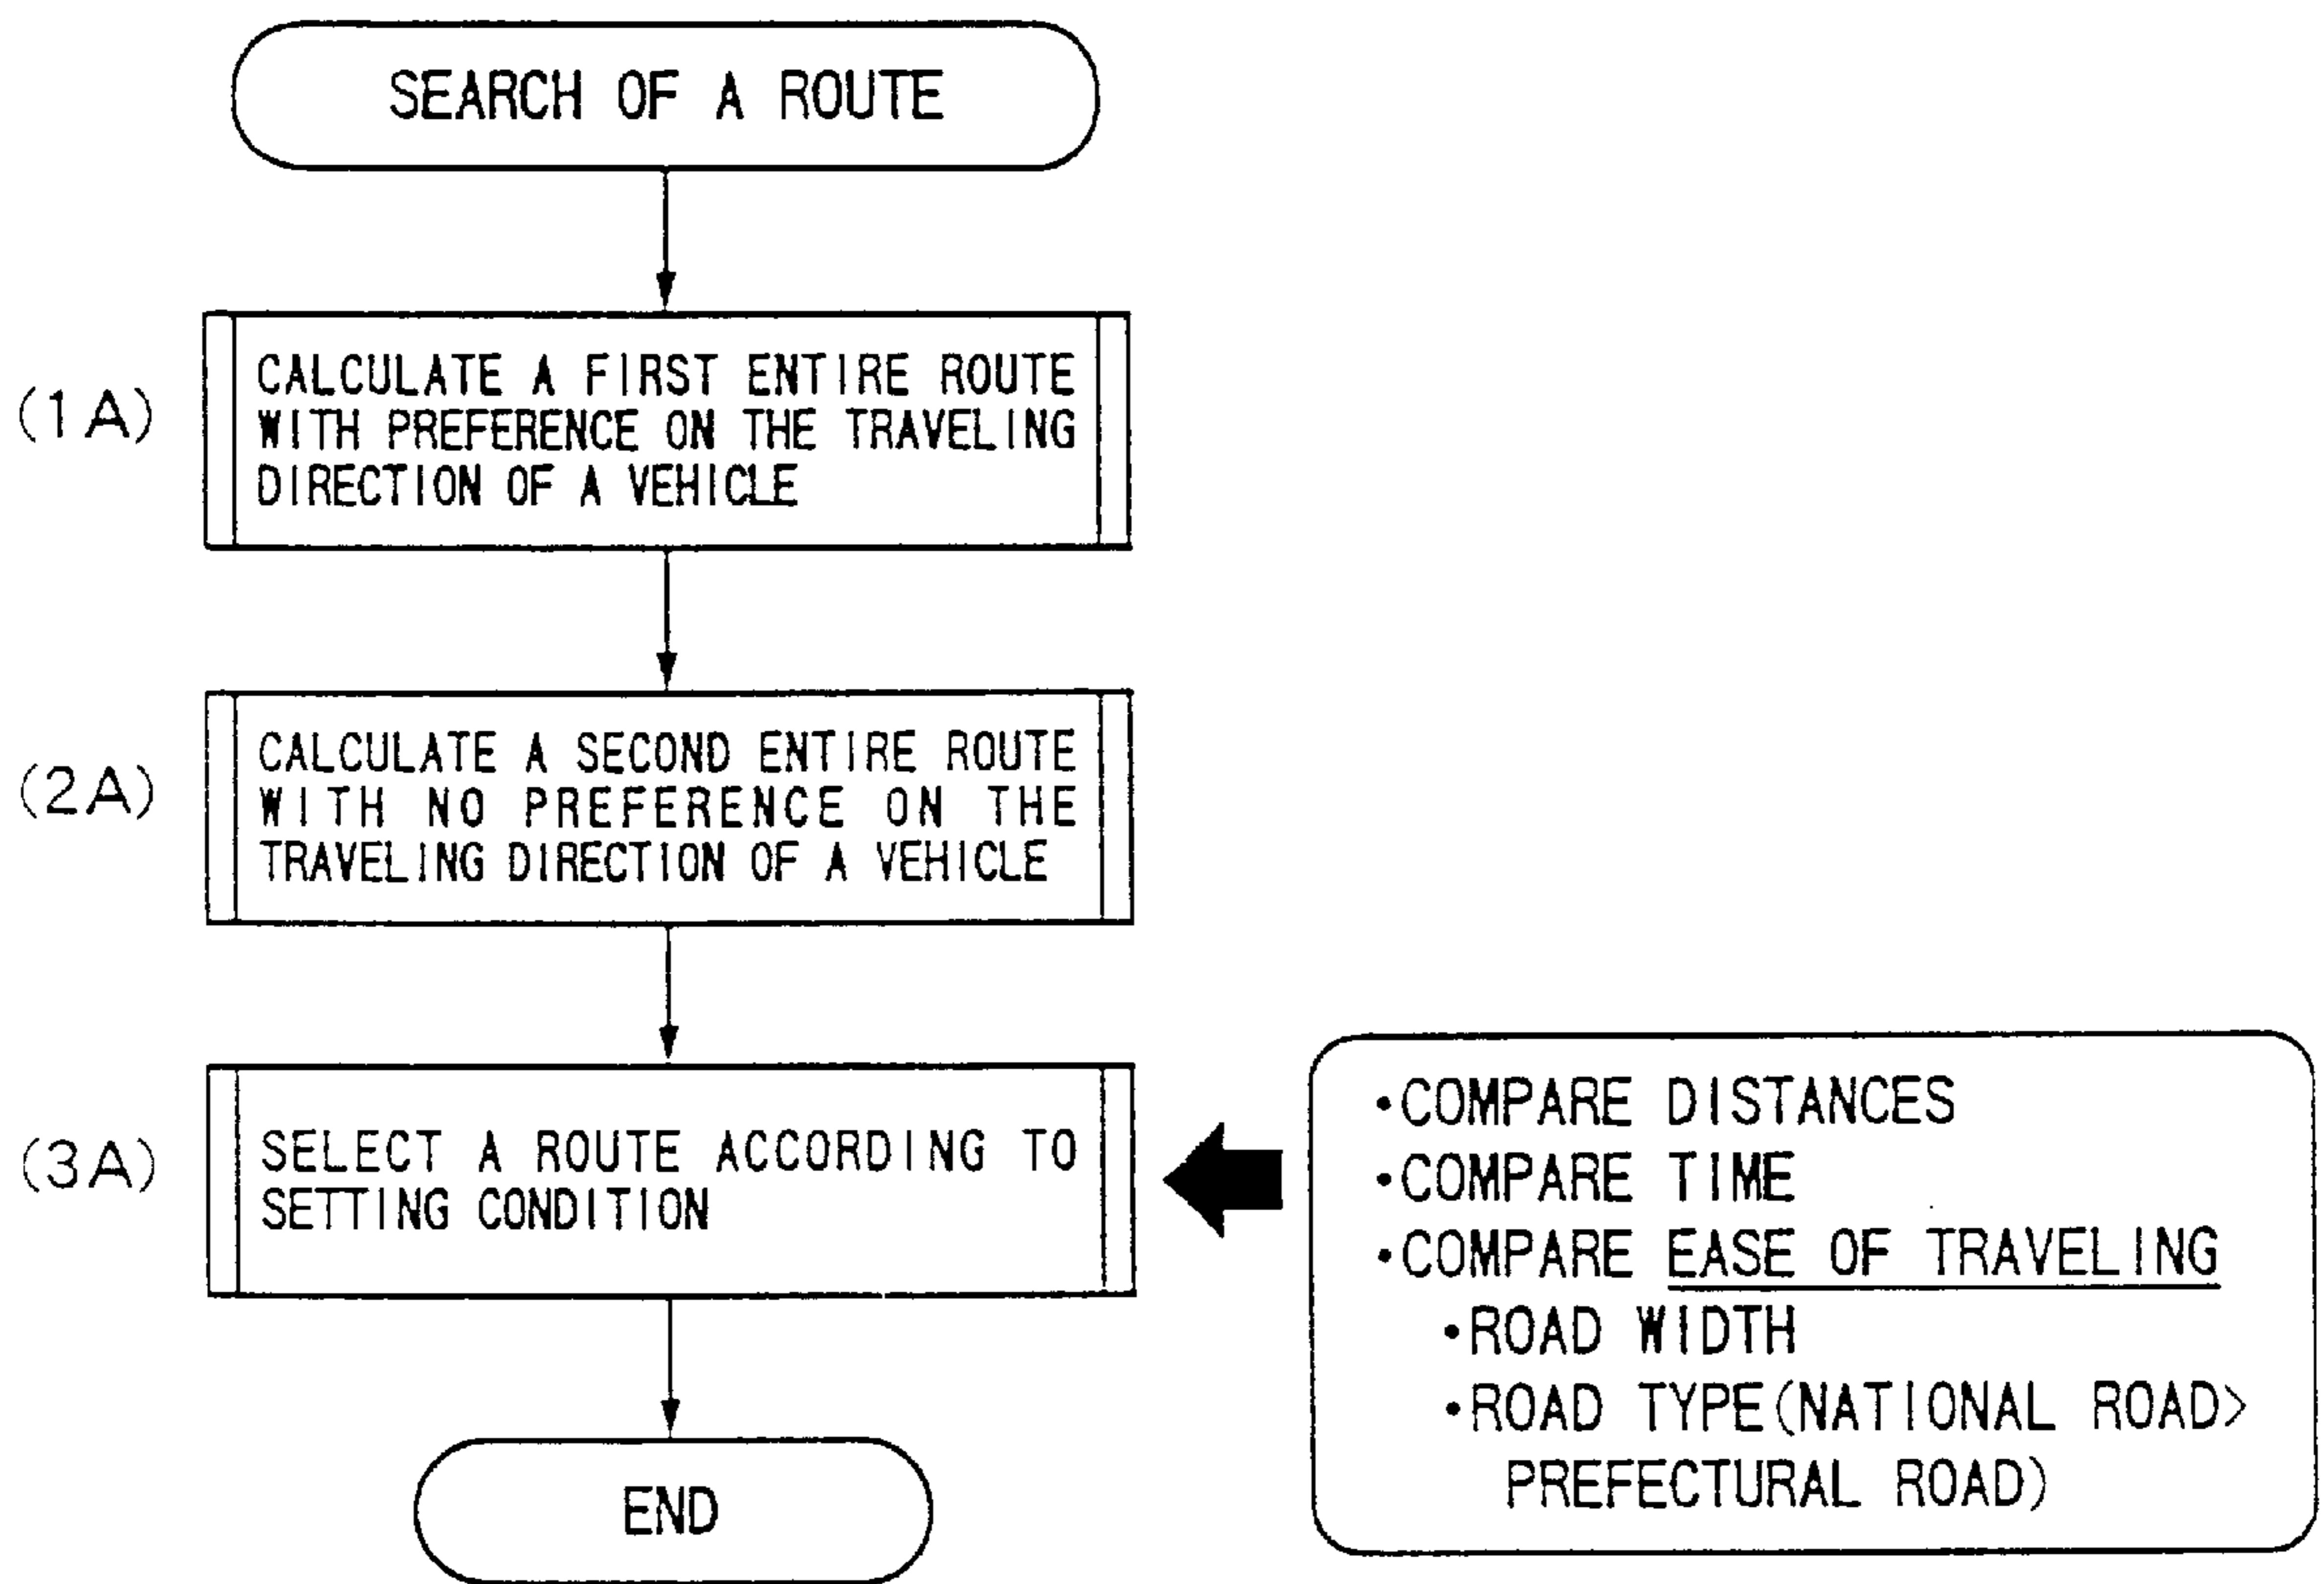 SEARCH OF A ROUTE
(1A)
CALCULATE A FIRST ENTIRE ROUTE
WITH PREFERENCE ON THE TRAVELING
DIRECTION OF A VEHICLE
(2A)
CALCULATE A SECOND ENTIRE ROUTE
WITH NO PREFERENCE ON THE
TRAVELING DIRECTION OF A VEHICLE
(3A)
SELECT A ROUTE ACCORDING TO
SETTING CONDITION
•COMPARE DISTANCES
•COMPARE TIME
•COMPARE EASE OF TRAVELING
•ROAD WIDTH
•ROAD TYPE(NATIONAL ROAD>
PREFECTURAL ROAD)
END